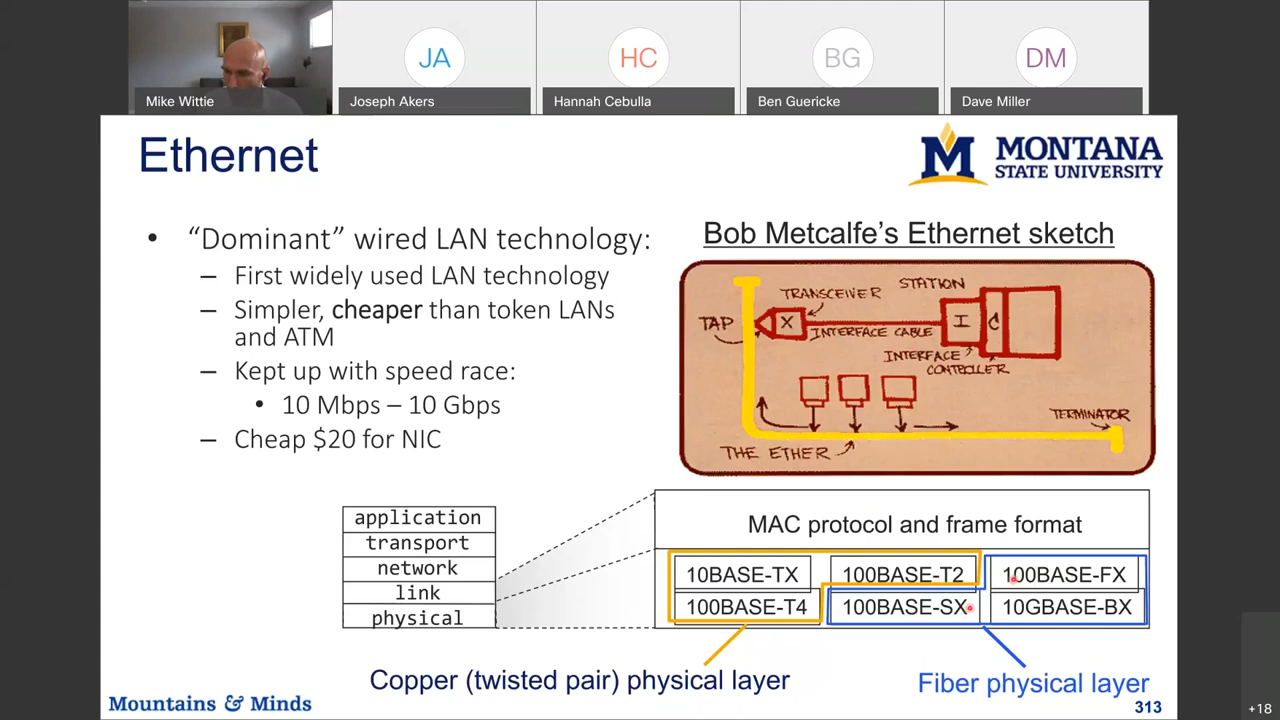 JA
HC
BG
DM
Mike Wittie
Joseph Akers
Hannah Cebulla
Ben Guericke
Dave Miller
Ethernet
M MONTANA
STATE UNIVERSITY
• “Domin” wired LAN technology:
– First widely used LAN technology
– Simpler, cheaper than token LANs
and ATM
– Kept up with speed race:
• 10 Mbps – 10 Gbps
– Cheap $20 for NIC
Bob Metcalfe’s Ethernet sketch
TRANSCEIVER
STATION
TAP
X
INTERFACE CABLE
I
C
INTERFACE
CONTROLLER
TERMINATOR
THE ETHER
application
transport
network
link
physical
MAC protocol and frame format
10BASE-TX
100BASE-T2
100BASE-FX
100BASE-T4
100BASE-SX
10GBASE-BX
Copper (twisted pair) physical layer
Fiber physical layer
Mountains & Minds
313
+18